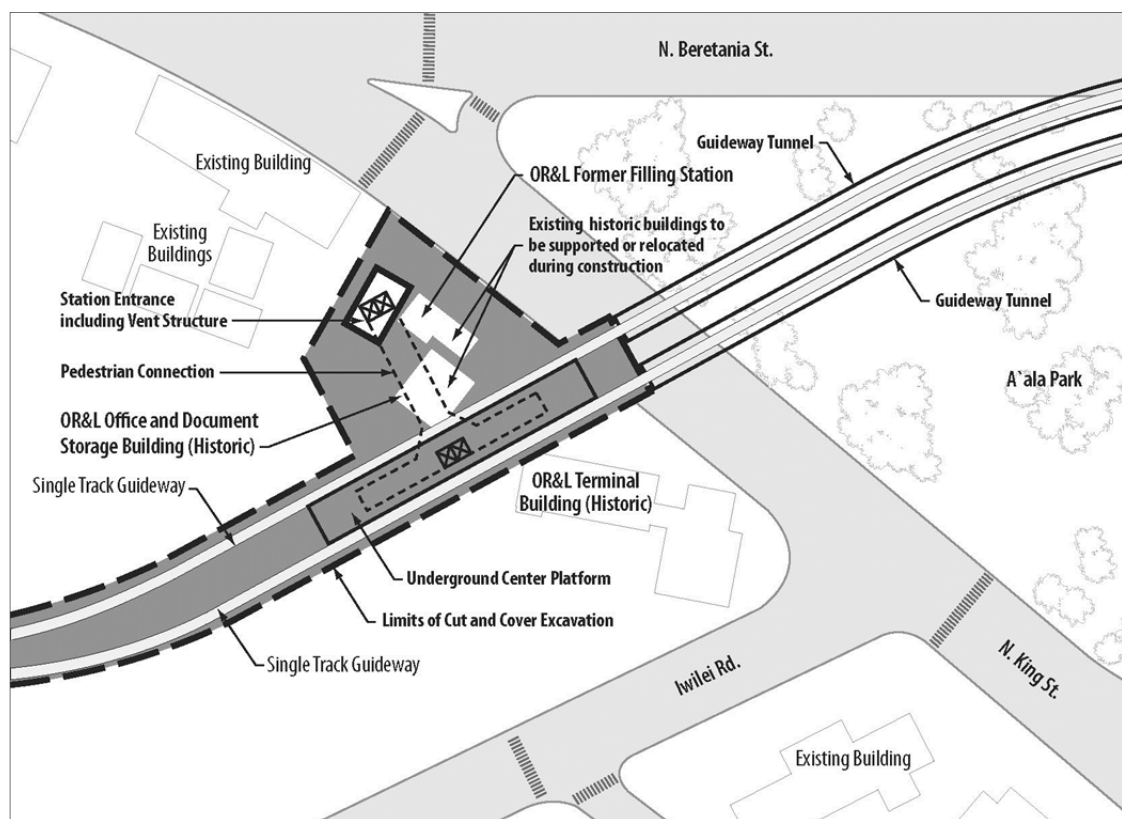 N. Beretania St.
Guideway Tunnel
Existing Building
OR&L Former Filling Station
Existing
Buildings
Existing historic buildings to
be supported or relocated
during construction
Station Entrance
including Vent Structure
Guideway Tunnel
Pedestrian Connection
A`ala Park
OR&L Office and Document
Storage Building (Historic)
Single Track Guideway
OR&L Terminal
Building (Historic)
Underground Center Platform
Limits of Cut and Cover Excavation
Single Track Guideway
Iwilei Rd.
N. King St.
Existing Building